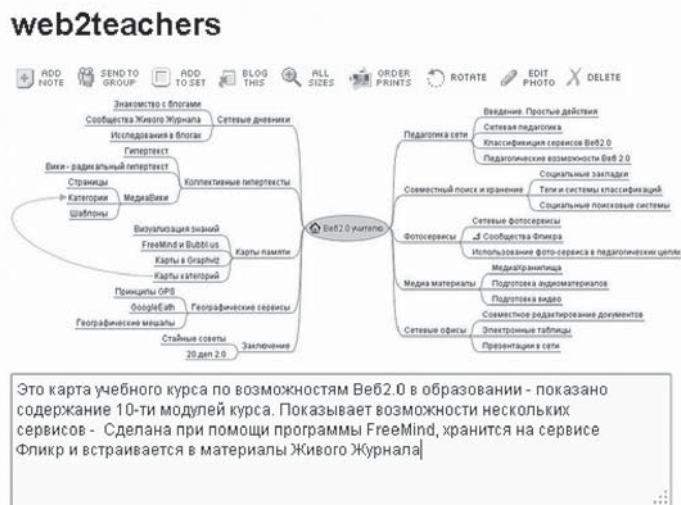 web2teachers
ADD NOTE
SEND TO GROUP
ADD TO SET
BLOG THIS
ALL SIZES
ORDER PRINTS
ROTATE
EDIT PHOTO
DELETE
Знакомство с блогами
Сообщества Живого Журнала
Исследования в блогах
Сетевые дневники
Гипертекст
Вики - радикальный гипертекст
Страницы
Категории
Шаблоны
МедиаВики
Коллективные гипертексты
Визуализация знаний
FreeMind и Bubbl.us
Карты в Graphviz
Карты категорий
Карты памяти
Принципы GPS
GoogleEath
Географические мешапы
Географические сервисы
Стайные советы
20 дел 2.0
Заключение
Веб2.0 учителю
Педагогика сети
Введение. Простые действия
Сетевая педагогика
Классификация сервисов Веб2.0
Педагогические возможности Веб 2.0
Совместный поиск и хранение
Социальные закладки
Теги и системы классификаций
Социальные поисковые системы
Фотосервисы
Сетевые фотосервисы
Сообщества Фликра
Использование фото-сервиса в педагогических целях
Медиа материалы
МедиаХранилища
Подготовка аудиоматериалов
Подготовка видео
Сетевые офисы
Совместное редактирование документов
Электронные таблицы
Презентации в сети
Это карта учебного курса по возможностям Веб2.0 в образовании - показано
содержание 10-ти модулей курса. Показывает возможности нескольких
сервисов - Сделана при помощи программы FreeMind, хранится на сервисе
Фликр и встраивается в материалы Живого Журнала